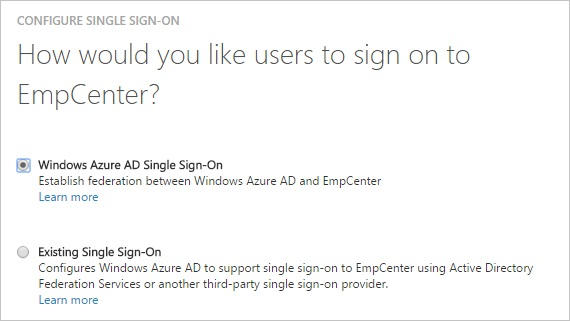 CONFIGURE SINGLE SIGN-ON
How would you like users to sign on to
EmpCenter?
Windows Azure AD Single Sign-On
Establish federation between Windows Azure AD and EmpCenter
Learn more
Existing Single Sign-On
Configures Windows Azure AD to support single sign-on to EmpCenter using Active Directory
Federation Services or another third-party single sign-on provider.
Learn more